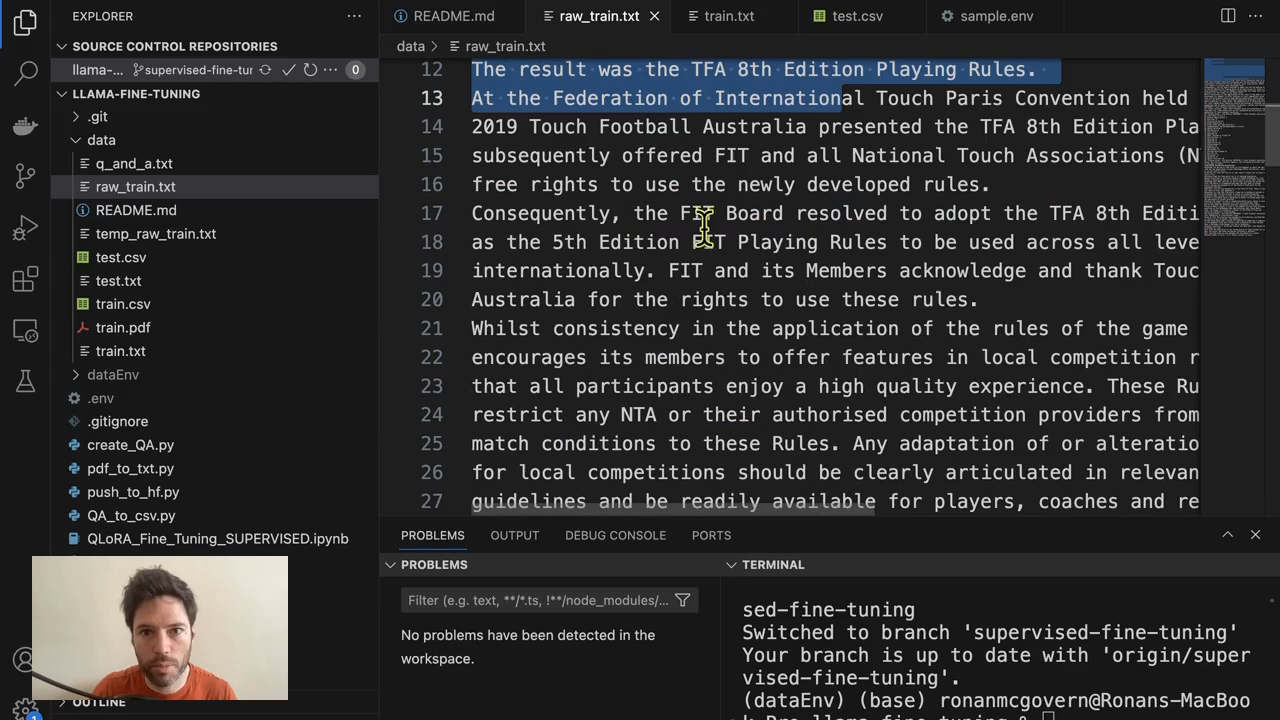 EXPLORER
README.md
raw_train.txt
train.txt
test.csv
sample.env
SOURCE CONTROL REPOSITORIES
llama-... supervised-fine-tur 0
LLAMA-FINE-TUNING
.git
data
q_and_a.txt
raw_train.txt
README.md
temp_raw_train.txt
test.csv
test.txt
train.csv
train.pdf
train.txt
dataEnv
.env
.gitignore
create_QA.py
pdf_to_txt.py
push_to_hf.py
QA_to_csv.py
QLoRA_Fine_Tuning_SUPERVISED.ipynb
OUTLINE
1
data > raw_train.txt
12 The result was the TFA 8th Edition Playing Rules.
13 At the Federation of International Touch Paris Convention held
14 2019 Touch Football Australia presented the TFA 8th Edition Pla
15 subsequently offered FIT and all National Touch Associations (N
16 free rights to use the newly developed rules.
17 Consequently, the FIT Board resolved to adopt the TFA 8th Editi
18 as the 5th Edition FIT Playing Rules to be used across all leve
19 internationally. FIT and its Members acknowledge and thank Touc
20 Australia for the rights to use these rules.
21 Whilst consistency in the application of the rules of the game
22 encourages its members to offer features in local competition r
23 that all participants enjoy a high quality experience. These Ru
24 restrict any NTA or their authorised competition providers from
25 match conditions to these Rules. Any adaptation of or alteratio
26 for local competitions should be clearly articulated in relevan
27 guidelines and be readily available for players, coaches and re
PROBLEMS OUTPUT DEBUG CONSOLE PORTS
PROBLEMS
Filter (e.g. text, **/*.ts, !**/node_modules/...
No problems have been detected in the
workspace.
TERMINAL
sed-fine-tuning
Switched to branch 'supervised-fine-tuning'
Your branch is up to date with 'origin/super
vised-fine-tuning'.
(dataEnv) (base) ronanmcgovern@Ronans-MacBoo